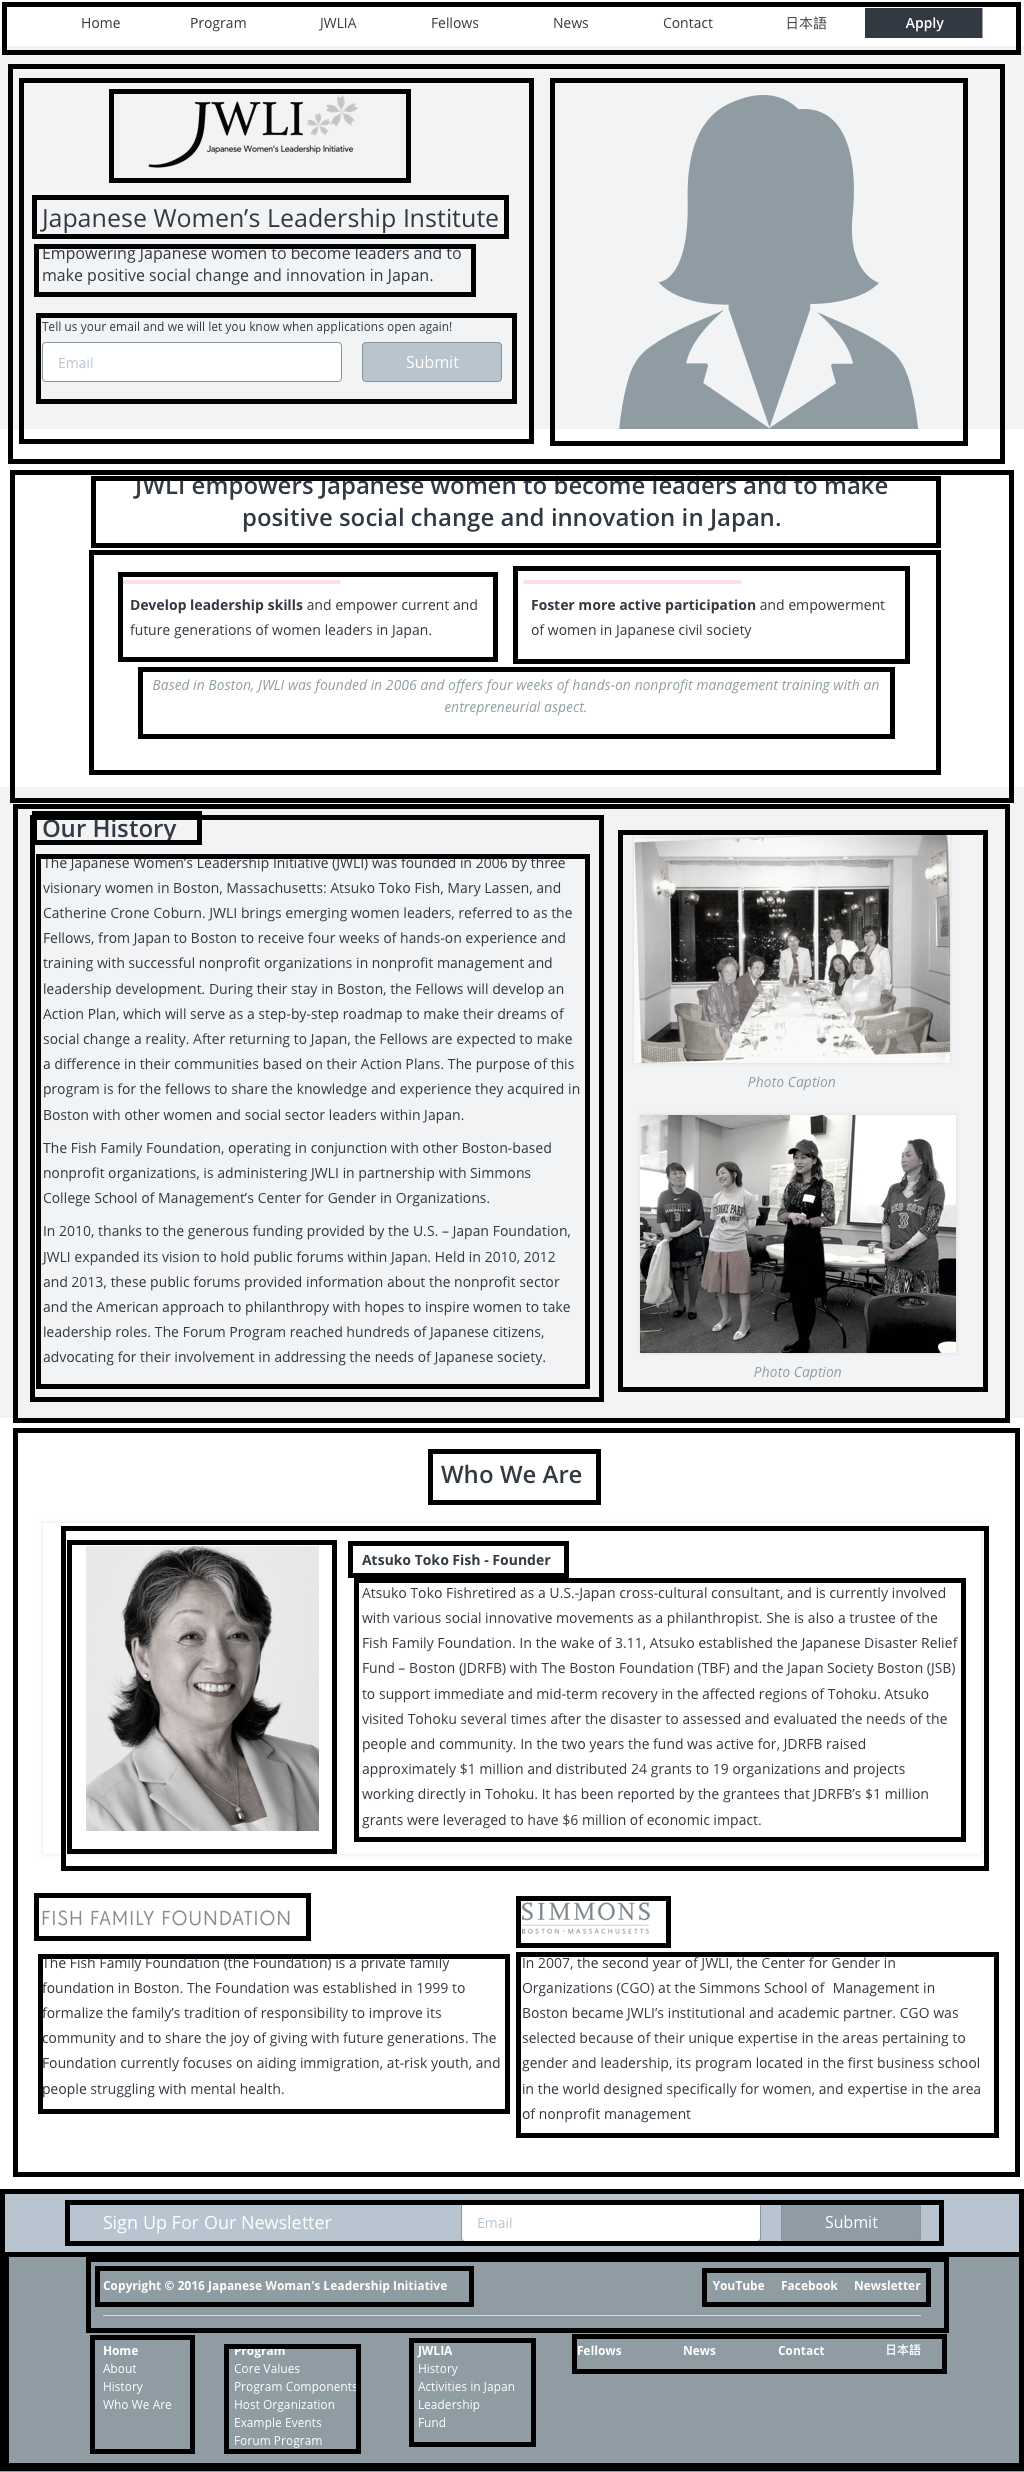 Home Program JWLIA Fellows News Contact 日本語 Apply
JWLI
Japanese Women's Leadership Initiative
Japanese Women's Leadership Institute
Empowering Japanese women to become leaders and to
make positive social change and innovation in Japan.
Tell us your email and we will let you know when applications open again!
Email Submit
JWLI empowers Japanese women to become leaders and to make
positive social change and innovation in Japan.
Develop leadership skills and empower current and
future generations of women leaders in Japan.
Foster more active participation and empowerment
of women in Japanese civil society
Based in Boston, JWLI was founded in 2006 and offers four weeks of hands-on nonprofit management training with an
entrepreneurial aspect.
Our History
The Japanese Women's Leadership Initiative (JWLI) was founded in 2006 by three
visionary women in Boston, Massachusetts: Atsuko Toko Fish, Mary Lassen, and
Catherine Crone Coburn. JWLI brings emerging women leaders, referred to as the
Fellows, from Japan to Boston to receive four weeks of hands-on experience and
training with successful nonprofit organizations in nonprofit management and
leadership development. During their stay in Boston, the Fellows will develop an
Action Plan, which will serve as a step-by-step roadmap to make their dreams of
social change a reality. After returning to Japan, the Fellows are expected to make
a difference in their communities based on their Action Plans. The purpose of this
program is for the fellows to share the knowledge and experience they acquired in
Boston with other women and social sector leaders within Japan.
The Fish Family Foundation, operating in conjunction with other Boston-based
nonprofit organizations, is administering JWLI in partnership with Simmons
College School of Management's Center for Gender in Organizations.
In 2010, thanks to the generous funding provided by the U.S. – Japan Foundation,
JWLI expanded its vision to hold public forums within Japan. Held in 2010, 2012
and 2013, these public forums provided information about the nonprofit sector
and the American approach to philanthropy with hopes to inspire women to take
leadership roles. The Forum Program reached hundreds of Japanese citizens,
advocating for their involvement in addressing the needs of Japanese society.
Photo Caption
RED SOX
Photo Caption
Who We Are
Atsuko Toko Fish - Founder
Atsuko Toko Fishretired as a U.S.-Japan cross-cultural consultant, and is currently involved
with various social innovative movements as a philanthropist. She is also a trustee of the
Fish Family Foundation. In the wake of 3.11, Atsuko established the Japanese Disaster Relief
Fund – Boston (JDRFB) with The Boston Foundation (TBF) and the Japan Society Boston (JSB)
to support immediate and mid-term recovery in the affected regions of Tohoku. Atsuko
visited Tohoku several times after the disaster to assessed and evaluated the needs of the
people and community. In the two years the fund was active for, JDRFB raised
approximately $1 million and distributed 24 grants to 19 organizations and projects
working directly in Tohoku. It has been reported by the grantees that JDRFB's $1 million
grants were leveraged to have $6 million of economic impact.
FISH FAMILY FOUNDATION
The Fish Family Foundation (the Foundation) is a private family
foundation in Boston. The Foundation was established in 1999 to
formalize the family's tradition of responsibility to improve its
community and to share the joy of giving with future generations. The
Foundation currently focuses on aiding immigration, at-risk youth, and
people struggling with mental health.
SIMMONS
BOSTON • MASSACHUSETTS
In 2007, the second year of JWLI, the Center for Gender in
Organizations (CGO) at the Simmons School of Management in
Boston became JWLI's institutional and academic partner. CGO was
selected because of their unique expertise in the areas pertaining to
gender and leadership, its program located in the first business school
in the world designed specifically for women, and expertise in the area
of nonprofit management
Sign Up For Our Newsletter Email Submit
Copyright © 2016 Japanese Woman's Leadership Initiative YouTube Facebook Newsletter
Home
About
History
Who We Are
Program
Core Values
Program Components
Host Organization
Example Events
Forum Program
JWLIA
History
Activities in Japan
Leadership
Fund
Fellows News Contact 日本語